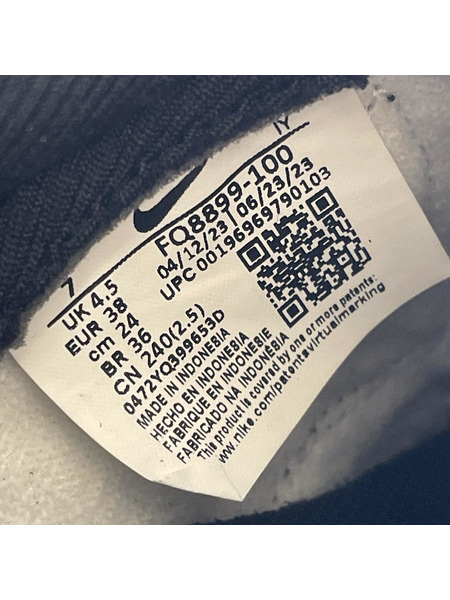 IY
FQ8899-100
04/12/23 | 06/23/23
UPC 00196969790103
7
UK 4,5
EUR 38
cm 24
BR 36
CN 240(2.5)
0472YQ399653D
MADE IN INDONESIA
HECHO EN INDONESIA
FABRIQUE EN INDONÉSIE
FABRICADO NA INDONÉSIA
This product is covered by one or more patents:
www.nike.com/patentsvirtualmarking